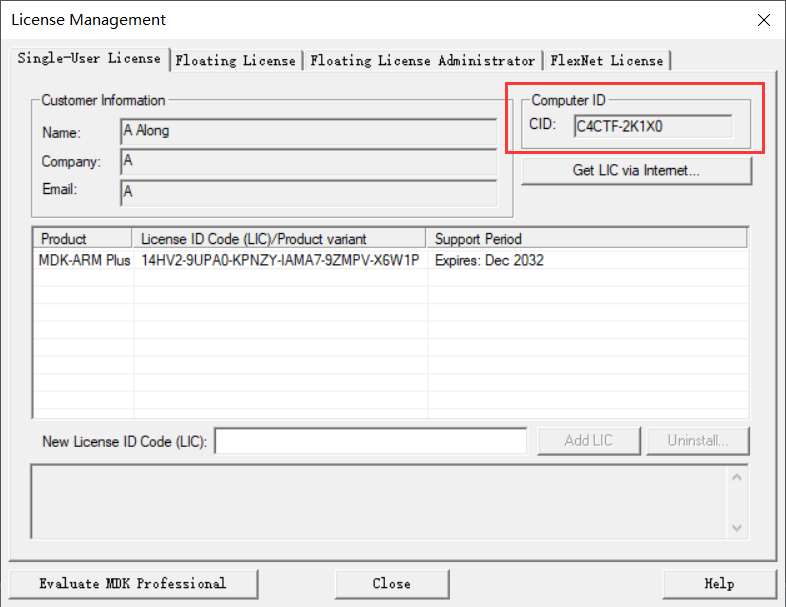 License Management
Single-User License
Floating License
Floating License Administrator
FlexNet License
Customer Information
Name: A Along
Company: A
Email: A
Computer ID
CID: C4CTF-2K1X0
Get LIC via Internet...
Product License ID Code (LIC)/Product variant Support Period
MDK-ARM Plus 14HV2-9UPA0-KPNZY-IAMA7-9ZMPV-X6W1P Expires: Dec 2032
New License ID Code (LIC): Add LIC Uninstall...
Evaluate MDK Professional Close Help